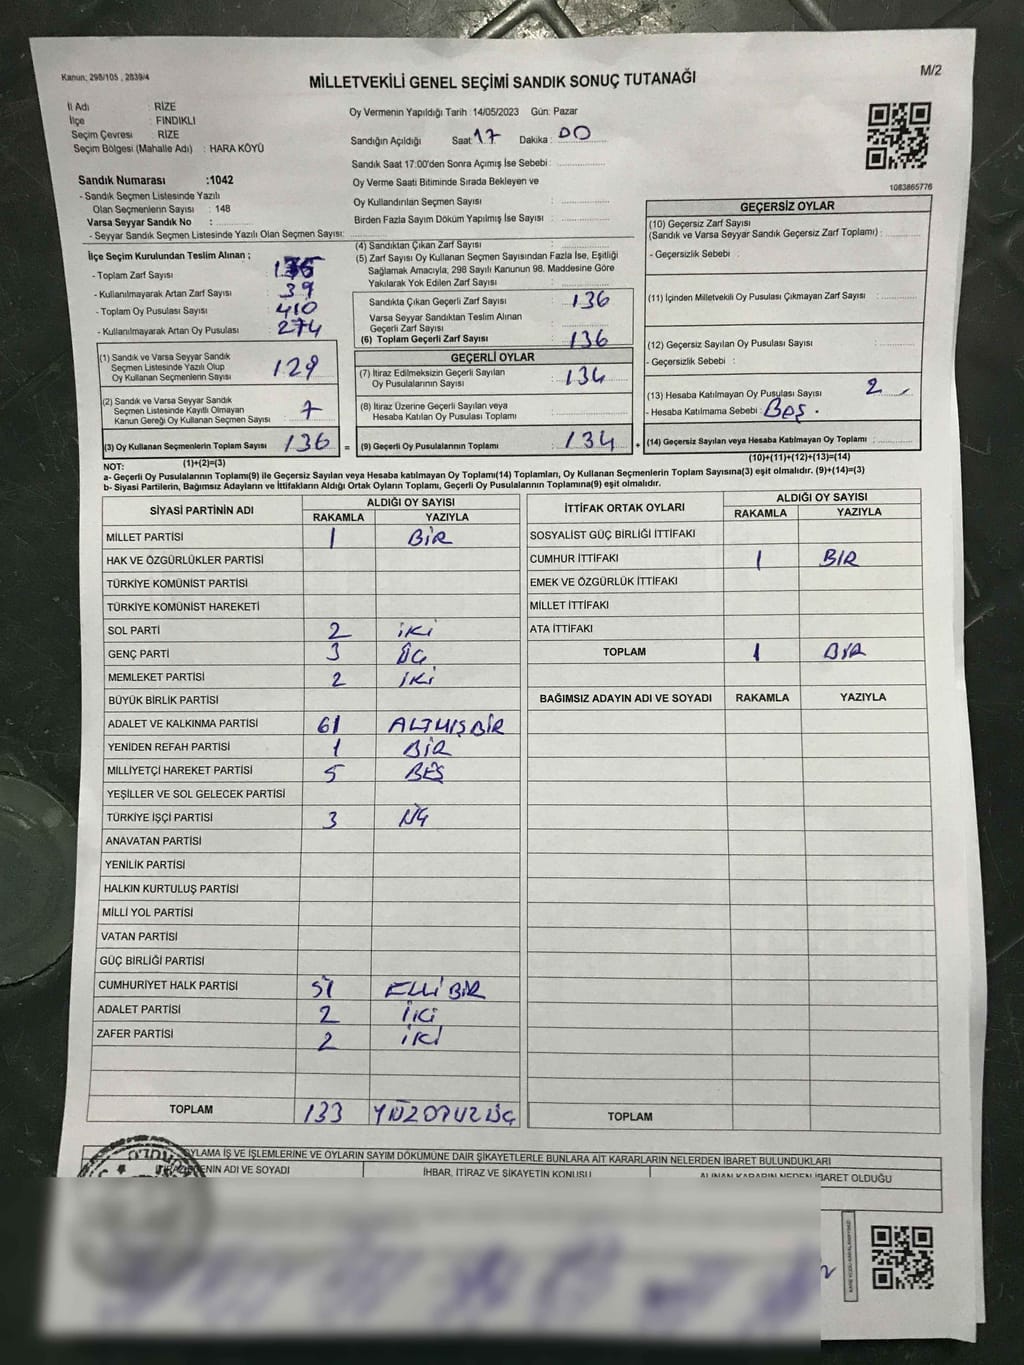 Kanun; 298/105 , 2839/4
M/2
MİLLETVEKİLİ GENEL SEÇİMİ SANDIK SONUÇ TUTANAĞI
İl Adı : RİZE
İlçe : FINDIKLI
Seçim Çevresi : RİZE
Seçim Bölgesi (Mahalle Adı) : HARA KÖYÜ
Oy Vermenin Yapıldığı Tarih :14/05/2023 Gün: Pazar
Sandığın Açıldığı Saat: 17 Dakika : 00
Sandık Saat 17:00'den Sonra Açımış İse Sebebi :
Oy Verme Saati Bitiminde Sırada Bekleyen ve
Oy Kullandırılan Seçmen Sayısı :
Birden Fazla Sayım Döküm Yapılmış İse Sayısı :
1083865776
Sandık Numarası :1042
- Sandık Seçmen Listesinde Yazılı
Olan Seçmenlerin Sayısı : 148
Varsa Seyyar Sandık No :
- Seyyar Sandık Seçmen Listesinde Yazılı Olan Seçmen Sayısı:
İlçe Seçim Kurulundan Teslim Alınan ;
- Toplam Zarf Sayısı :
- Kullanılmayarak Artan Zarf Sayısı : 39
- Toplam Oy Pusulası Sayısı : 410
- Kullanılmayarak Artan Oy Pusulası : 274
(1) Sandık ve Varsa Seyyar Sandık
Seçmen Listesinde Yazılı Olup
Oy Kullanan Seçmenlerin Sayısı : 129
(2) Sandık ve Varsa Seyyar Sandık
Seçmen Listesinde Kayıtlı Olmayan
Kanun Gereği Oy Kullanan Seçmen Sayısı : 7
(3) Oy Kullanan Seçmenlerin Toplam Sayısı : 136 =
(1)+(2)=(3)
(4) Sandıktan Çıkan Zarf Sayısı :
(5) Zarf Sayısı Oy Kullanan Seçmen Sayısından Fazla İse, Eşitliği
Sağlamak Amacıyla, 298 Sayılı Kanunun 98. Maddesine Göre
Yakılarak Yok Edilen Zarf Sayısı :
Sandıkta Çıkan Geçerli Zarf Sayısı : 136
Varsa Seyyar Sandıktan Teslim Alınan
Geçerli Zarf Sayısı :
(6) Toplam Geçerli Zarf Sayısı : 136
GEÇERLİ OYLAR
(7) İtiraz Edilmeksizin Geçerli Sayılan
Oy Pusulalarının Sayısı : 134
(8) İtiraz Üzerine Geçerli Sayılan veya
Hesaba Katılan Oy Pusulası Toplamı :
(9) Geçerli Oy Pusulalarının Toplamı : 134 +
GEÇERSİZ OYLAR
(10) Geçersiz Zarf Sayısı
(Sandık ve Varsa Seyyar Sandık Geçersiz Zarf Toplamı) :
- Geçersizlik Sebebi :
(11) İçinden Milletvekili Oy Pusulası Çıkmayan Zarf Sayısı :
(12) Geçersiz Sayılan Oy Pusulası Sayısı :
- Geçersizlik Sebebi :
(13) Hesaba Katılmayan Oy Pusulası Sayısı : 2
- Hesaba Katılmama Sebebi : BOŞ.
(14) Geçersiz Sayılan veya Hesaba Katılmayan Oy Toplamı :
(10)+(11)+(12)+(13)=(14)
NOT:
a- Geçerli Oy Pusulalarının Toplamı(9) ile Geçersiz Sayılan veya Hesaba katılmayan Oy Toplamı(14) Toplamları, Oy Kullanan Seçmenlerin Toplam Sayısına(3) eşit olmalıdır. (9)+(14)=(3)
b- Siyasi Partilerin, Bağımsız Adayların ve İttifakların Aldığı Ortak Oyların Toplamı, Geçerli Oy Pusulalarının Toplamına(9) eşit olmalıdır.
SİYASİ PARTİNİN ADI ALDIĞI OY SAYISI
RAKAMLA YAZIYLA
MİLLET PARTİSİ 1 BİR
HAK VE ÖZGÜRLÜKLER PARTİSİ
TÜRKİYE KOMÜNİST PARTİSİ
TÜRKİYE KOMÜNİST HAREKETİ
SOL PARTİ 2 İKİ
GENÇ PARTİ 3 ÜÇ
MEMLEKET PARTİSİ 2 İKİ
BÜYÜK BİRLİK PARTİSİ
ADALET VE KALKINMA PARTİSİ 61 ALTMIŞBİR
YENİDEN REFAH PARTİSİ 1 BİR
MİLLİYETÇİ HAREKET PARTİSİ 5 BEŞ
YEŞİLLER VE SOL GELECEK PARTİSİ
TÜRKİYE İŞÇİ PARTİSİ 3 ÜÇ
ANAVATAN PARTİSİ
YENİLİK PARTİSİ
HALKIN KURTULUŞ PARTİSİ
MİLLİ YOL PARTİSİ
VATAN PARTİSİ
GÜÇ BİRLİĞİ PARTİSİ
CUMHURİYET HALK PARTİSİ 51 ELLİ BİR
ADALET PARTİSİ 2 İKİ
ZAFER PARTİSİ 2 İKİ
TOPLAM 133 YÜZOTUZ ÜÇ
İTTİFAK ORTAK OYLARI ALDIĞI OY SAYISI
RAKAMLA YAZIYLA
SOSYALİST GÜÇ BİRLİĞİ İTTİFAKI
CUMHUR İTTİFAKI 1 BİR
EMEK VE ÖZGÜRLÜK İTTİFAKI
MİLLET İTTİFAKI
ATA İTTİFAKI
TOPLAM 1 BİR
BAĞIMSIZ ADAYIN ADI VE SOYADI RAKAMLA YAZIYLA
TOPLAM
OYLAMA İŞ VE İŞLEMLERİNE VE OYLARIN SAYIM DÖKÜMÜNE DAİR ŞİKAYETLERLE BUNLARA AİT KARARLARIN NELERDEN İBARET BULUNDUKLARI
İTİRAZ EDENİN ADI VE SOYADI İHBAR, İTİRAZ VE ŞİKAYETİN KONUSU ALINAN KARARIN NEDEN İBARET OLDUĞU